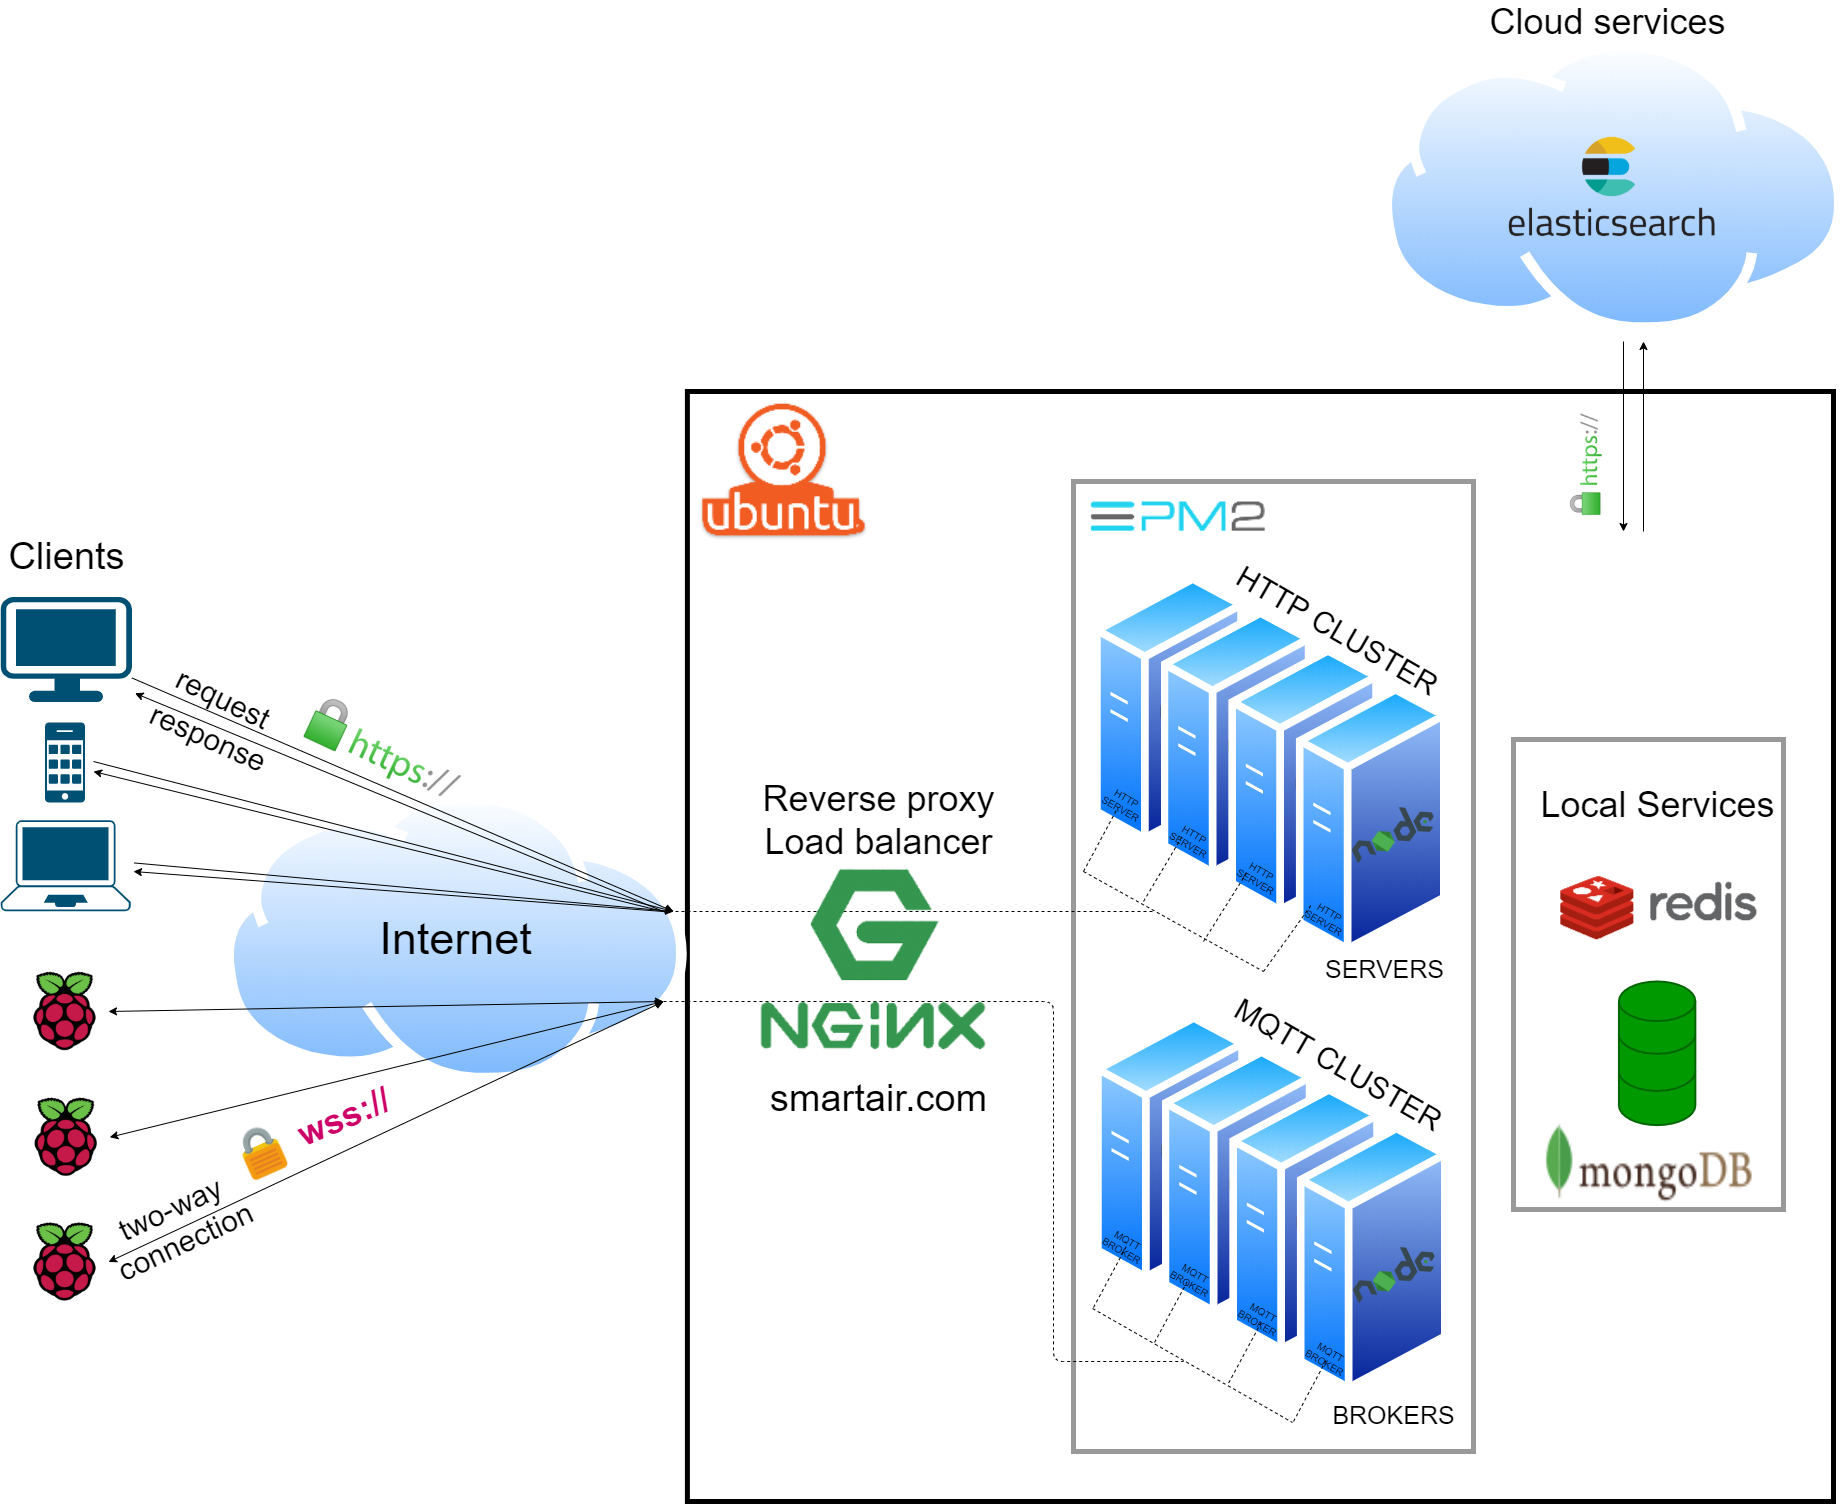 Cloud services
elasticsearch
https://
ubuntu
PM2
HTTP CLUSTER
HTTP
SERVER
HTTP
SERVER
HTTP
SERVER
HTTP
SERVER
node
SERVERS
MQTT CLUSTER
MQTT
BROKER
MQTT
BROKER
MQTT
BROKER
MQTT
BROKER
node
BROKERS
Local Services
redis
mongoDB
Clients
request
response
https://
Internet
wss://
two-way
connection
Reverse proxy
Load balancer
NGiNX
smartair.com